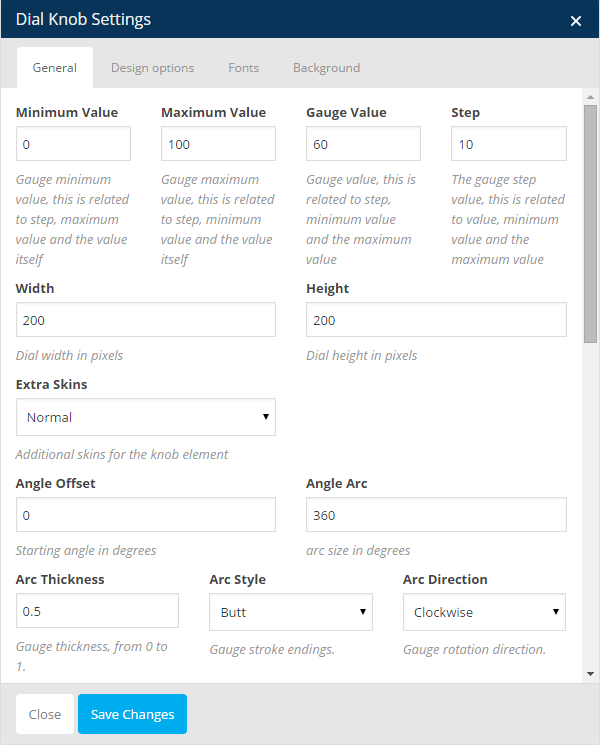 Dial Knob Settings
General
Design options
Fonts
Background
Minimum Value
Maximum Value
Gauge Value
Step
0
100
60
10
Gauge minimum
value, this is related
to step, maximum
value and the value
itself
Gauge maximum
value, this is related
to step, minimum
value and the value
itself
Gauge value, this is
related to step,
minimum value
and the maximum
value
The gauge step
value, this is related
to value, minimum
value and the
maximum value
Width
Height
200
200
Dial width in pixels
Dial height in pixels
Extra Skins
Normal
Additional skins for the knob element
Angle Offset
Angle Arc
0
360
Starting angle in degrees
arc size in degrees
Arc Thickness
Arc Style
Arc Direction
0.5
Butt
Clockwise
Gauge thickness, from 0 to
1.
Gauge stroke endings.
Gauge rotation direction.
Close
Save Changes